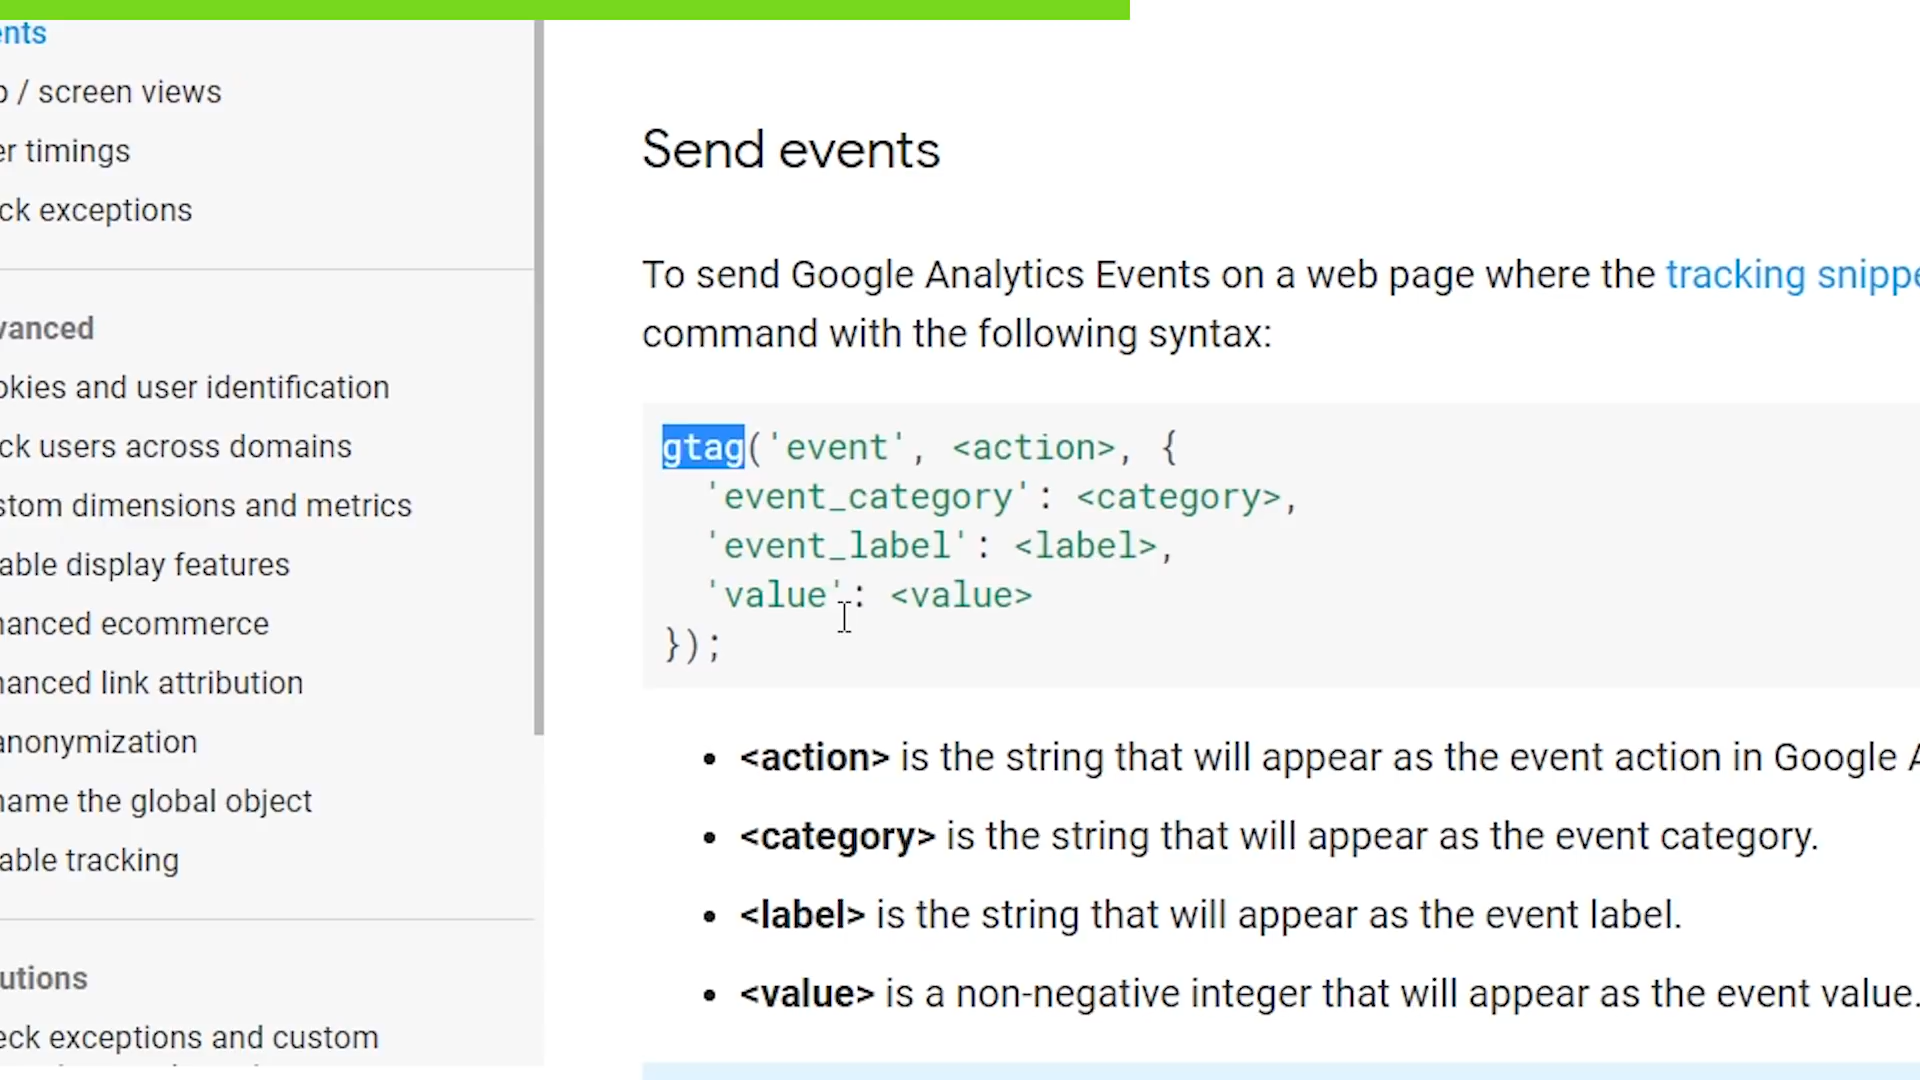 nts
/ screen views
er timings
ck exceptions
vanced
okies and user identification
ck users across domains
stom dimensions and metrics
able display features
anced ecommerce
anced link attribution
anonymization
ame the global object
able tracking
utions
eck exceptions and custom
Send events
To send Google Analytics Events on a web page where the tracking snippe
command with the following syntax:
gtag('event', <action>, {
'event_category': <category>,
'event_label': <label>,
'value': <value>
});
• <action> is the string that will appear as the event action in Google A
• <category> is the string that will appear as the event category.
• <label> is the string that will appear as the event label.
• <value> is a non-negative integer that will appear as the event value.